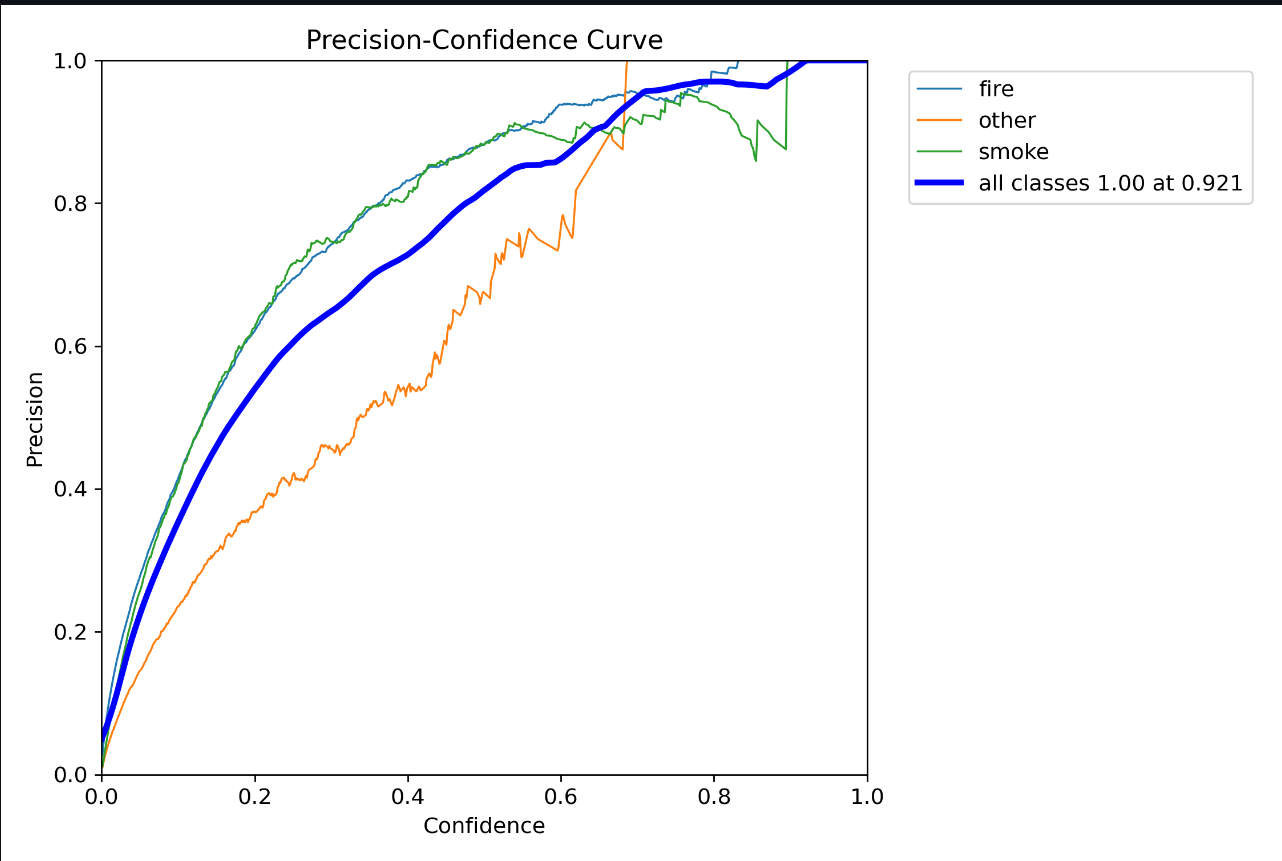 Precision-Confidence Curve
1.0
0.8
0.6
0.4
0.2
0.0
Precision
0.0 0.2 0.4 0.6 0.8 1.0
Confidence
fire
other
smoke
all classes 1.00 at 0.921